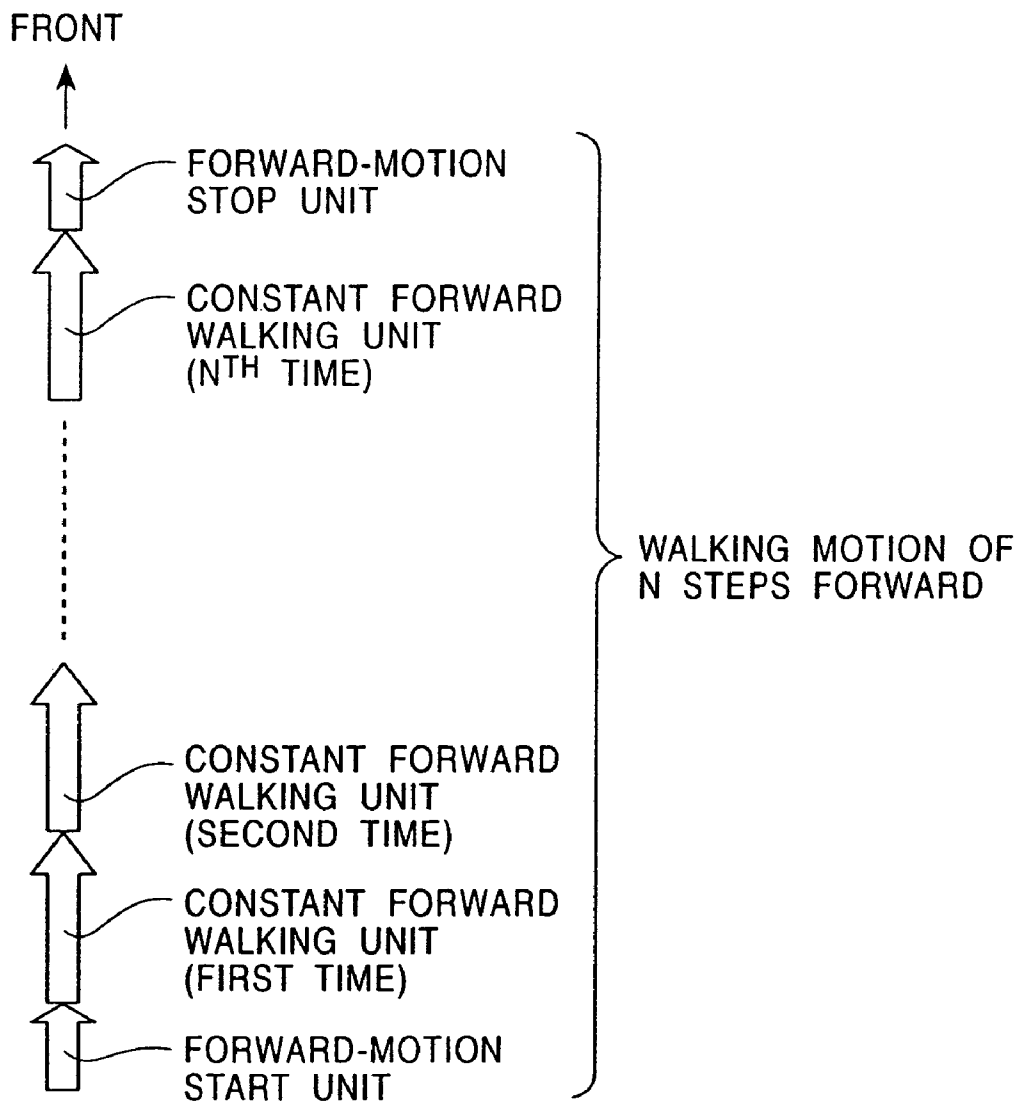 FRONT
FORWARD-MOTION
STOP UNIT
CONSTANT FORWARD
WALKING UNIT
(NTH TIME)
WALKING MOTION OF
N STEPS FORWARD
CONSTANT FORWARD
WALKING UNIT
(SECOND TIME)
CONSTANT FORWARD
WALKING UNIT
(FIRST TIME)
FORWARD-MOTION
START UNIT